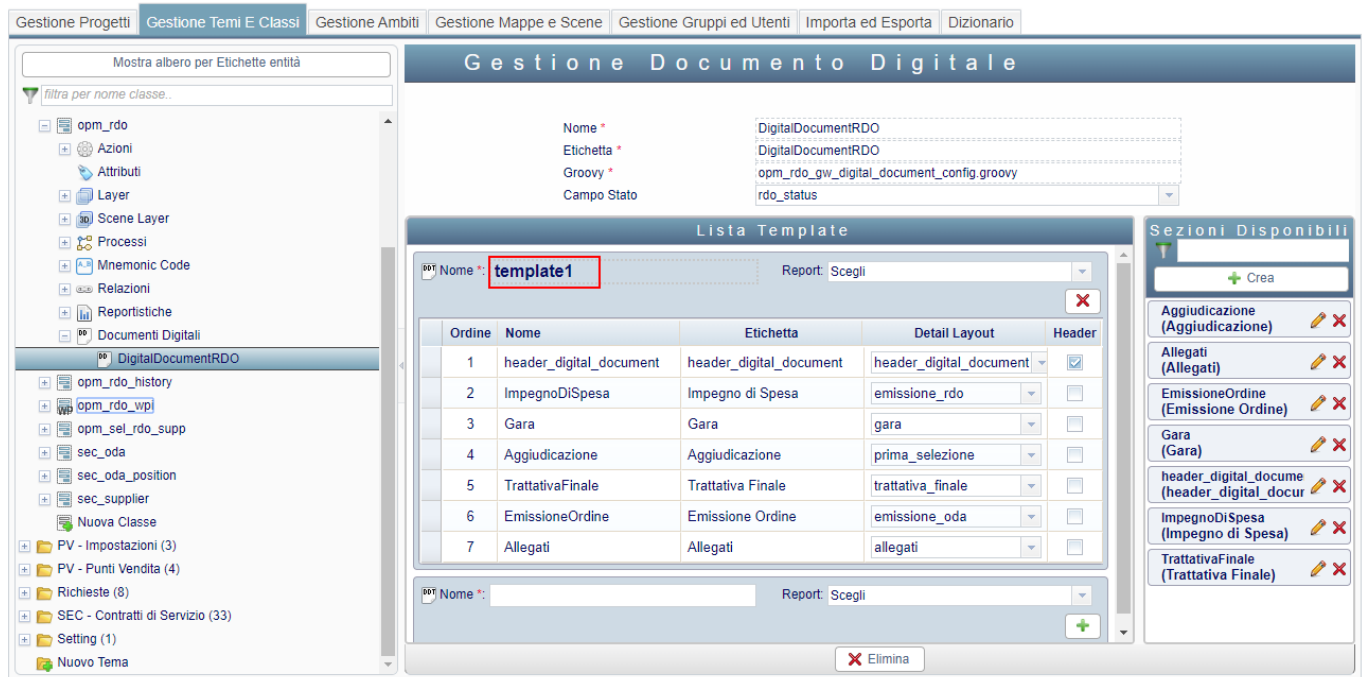 Gestione Progetti Gestione Temi E Classi Gestione Ambiti Gestione Mappe e Scene Gestione Gruppi ed Utenti Importa ed Esporta Dizionario
Mostra albero per Etichette entità
filtra per nome classe..
opm_rdo
Azioni
Attributi
Layer
3D Scene Layer
Processi
Mnemonic Code
Relazioni
Reportistiche
Documenti Digitali
DigitalDocumentRDO
opm_rdo_history
opm_rdo_wpi
opm_sel_rdo_supp
sec_oda
sec_oda_position
sec_supplier
Nuova Classe
PV - Impostazioni (3)
PV - Punti Vendita (4)
Richieste (8)
SEC - Contratti di Servizio (33)
Setting (1)
Nuovo Tema
Gestione Documento Digitale
Nome * DigitalDocumentRDO
Etichetta * DigitalDocumentRDO
Groovy * opm_rdo_gw_digital_document_config.groovy
Campo Stato rdo_status
Lista Template
DDT Nome *: template1 Report: Scegli
Ordine Nome Etichetta Detail Layout Header
1 header_digital_document header_digital_document header_digital_document
2 ImpegnoDiSpesa Impegno di Spesa emissione_rdo
3 Gara Gara gara
4 Aggiudicazione Aggiudicazione prima_selezione
5 TrattativaFinale Trattativa Finale trattativa_finale
6 EmissioneOrdine Emissione Ordine emissione_oda
7 Allegati Allegati allegati
DDT Nome *: Report: Scegli
Elimina
Sezioni Disponibili
Crea
Aggiudicazione
(Aggiudicazione)
Allegati
(Allegati)
EmissioneOrdine
(Emissione Ordine)
Gara
(Gara)
header_digital_docume
(header_digital_docur
ImpegnoDiSpesa
(Impegno di Spesa)
TrattativaFinale
(Trattativa Finale)